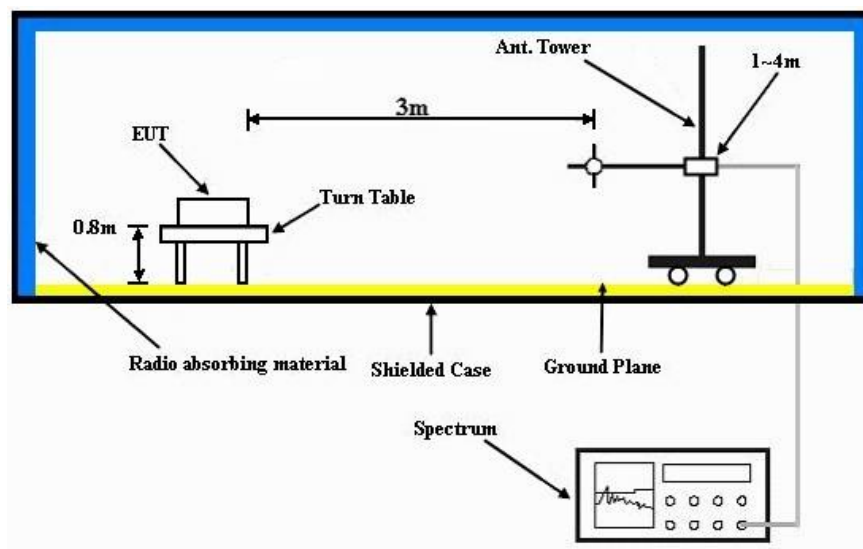 Ant. Tower
1~4m
3m
EUT
Turn Table
0.8m
Radio absorbing material
Shielded Case
Ground Plane
Spectrum